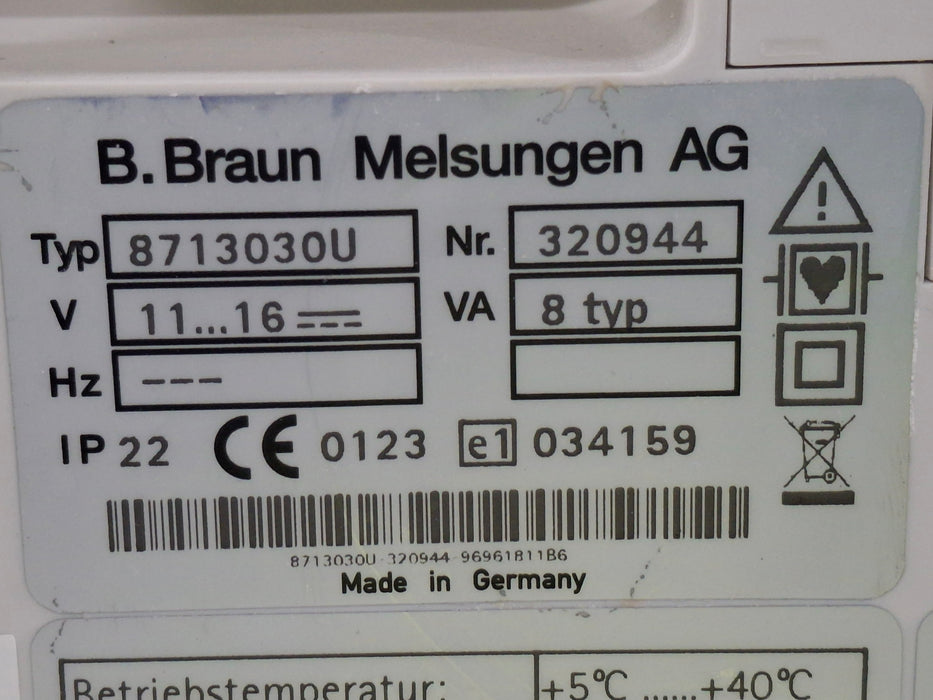 B.Braun Melsungen AG
Typ 8713030U Nr. 320944
V 11...16 VA 8 typ
Hz ---
IP 22 CE 0123 e1 034159
8713030U-320944-96961811B6
Made in Germany
Betriebstemperatur: +5°C ......+40°C